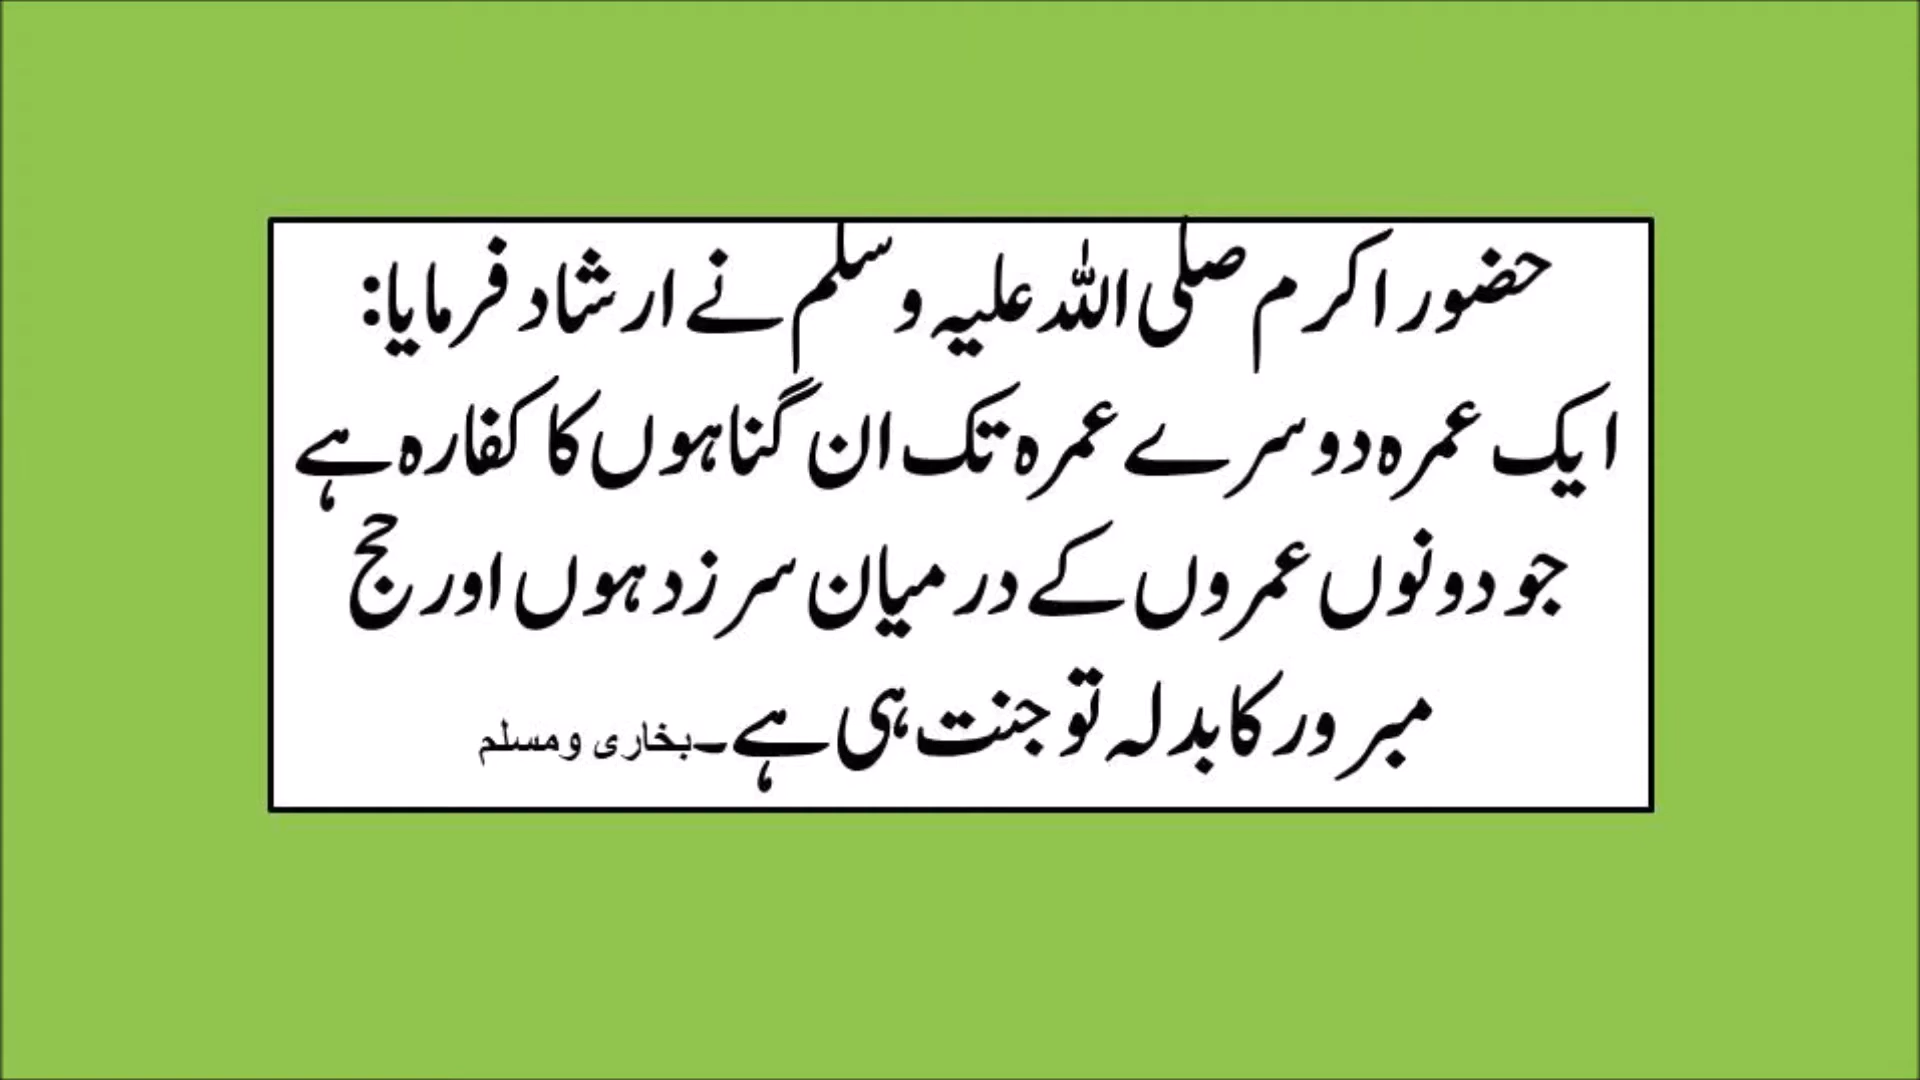 حضور اکرم صلی اللہ علیہ وسلم نے ارشاد فرمایا:
ایک عمرہ دوسرے عمرہ تک ان گناہوں کا کفارہ ہے
جو دونوں عمروں کے درمیان سرزد ہوں اور حج
مبرور کا بدلہ تو جنت ہی ہے۔بخاری ومسلم